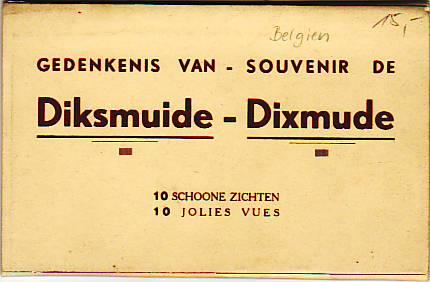 Belgien 15,-
GEDENKENIS VAN - SOUVENIR DE
Diksmuide - Dixmude
10 SCHOONE ZICHTEN
10 JOLIES VUES